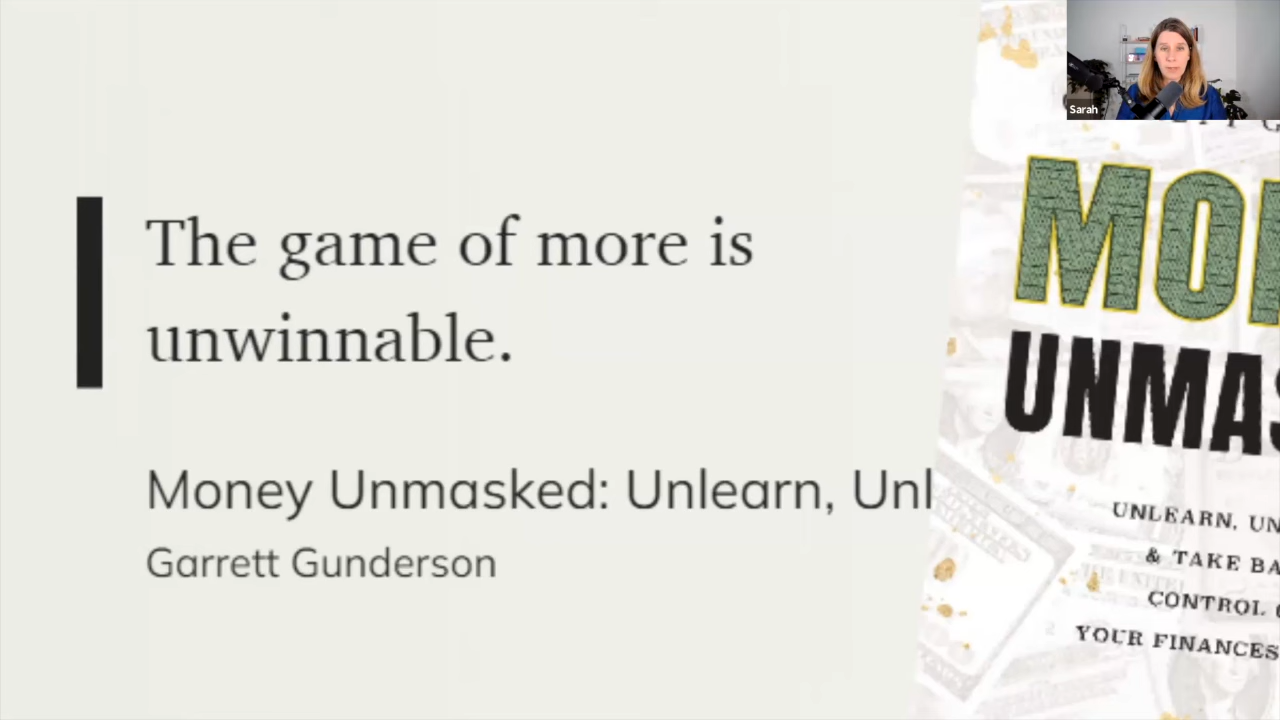 The game of more is
unwinnable.
Money Unmasked: Unlearn, Unl
Garrett Gunderson
Sarah
MO
UNMAS
UNLEARN, UN
& TAKE BA
CONTROL
YOUR FINANCES